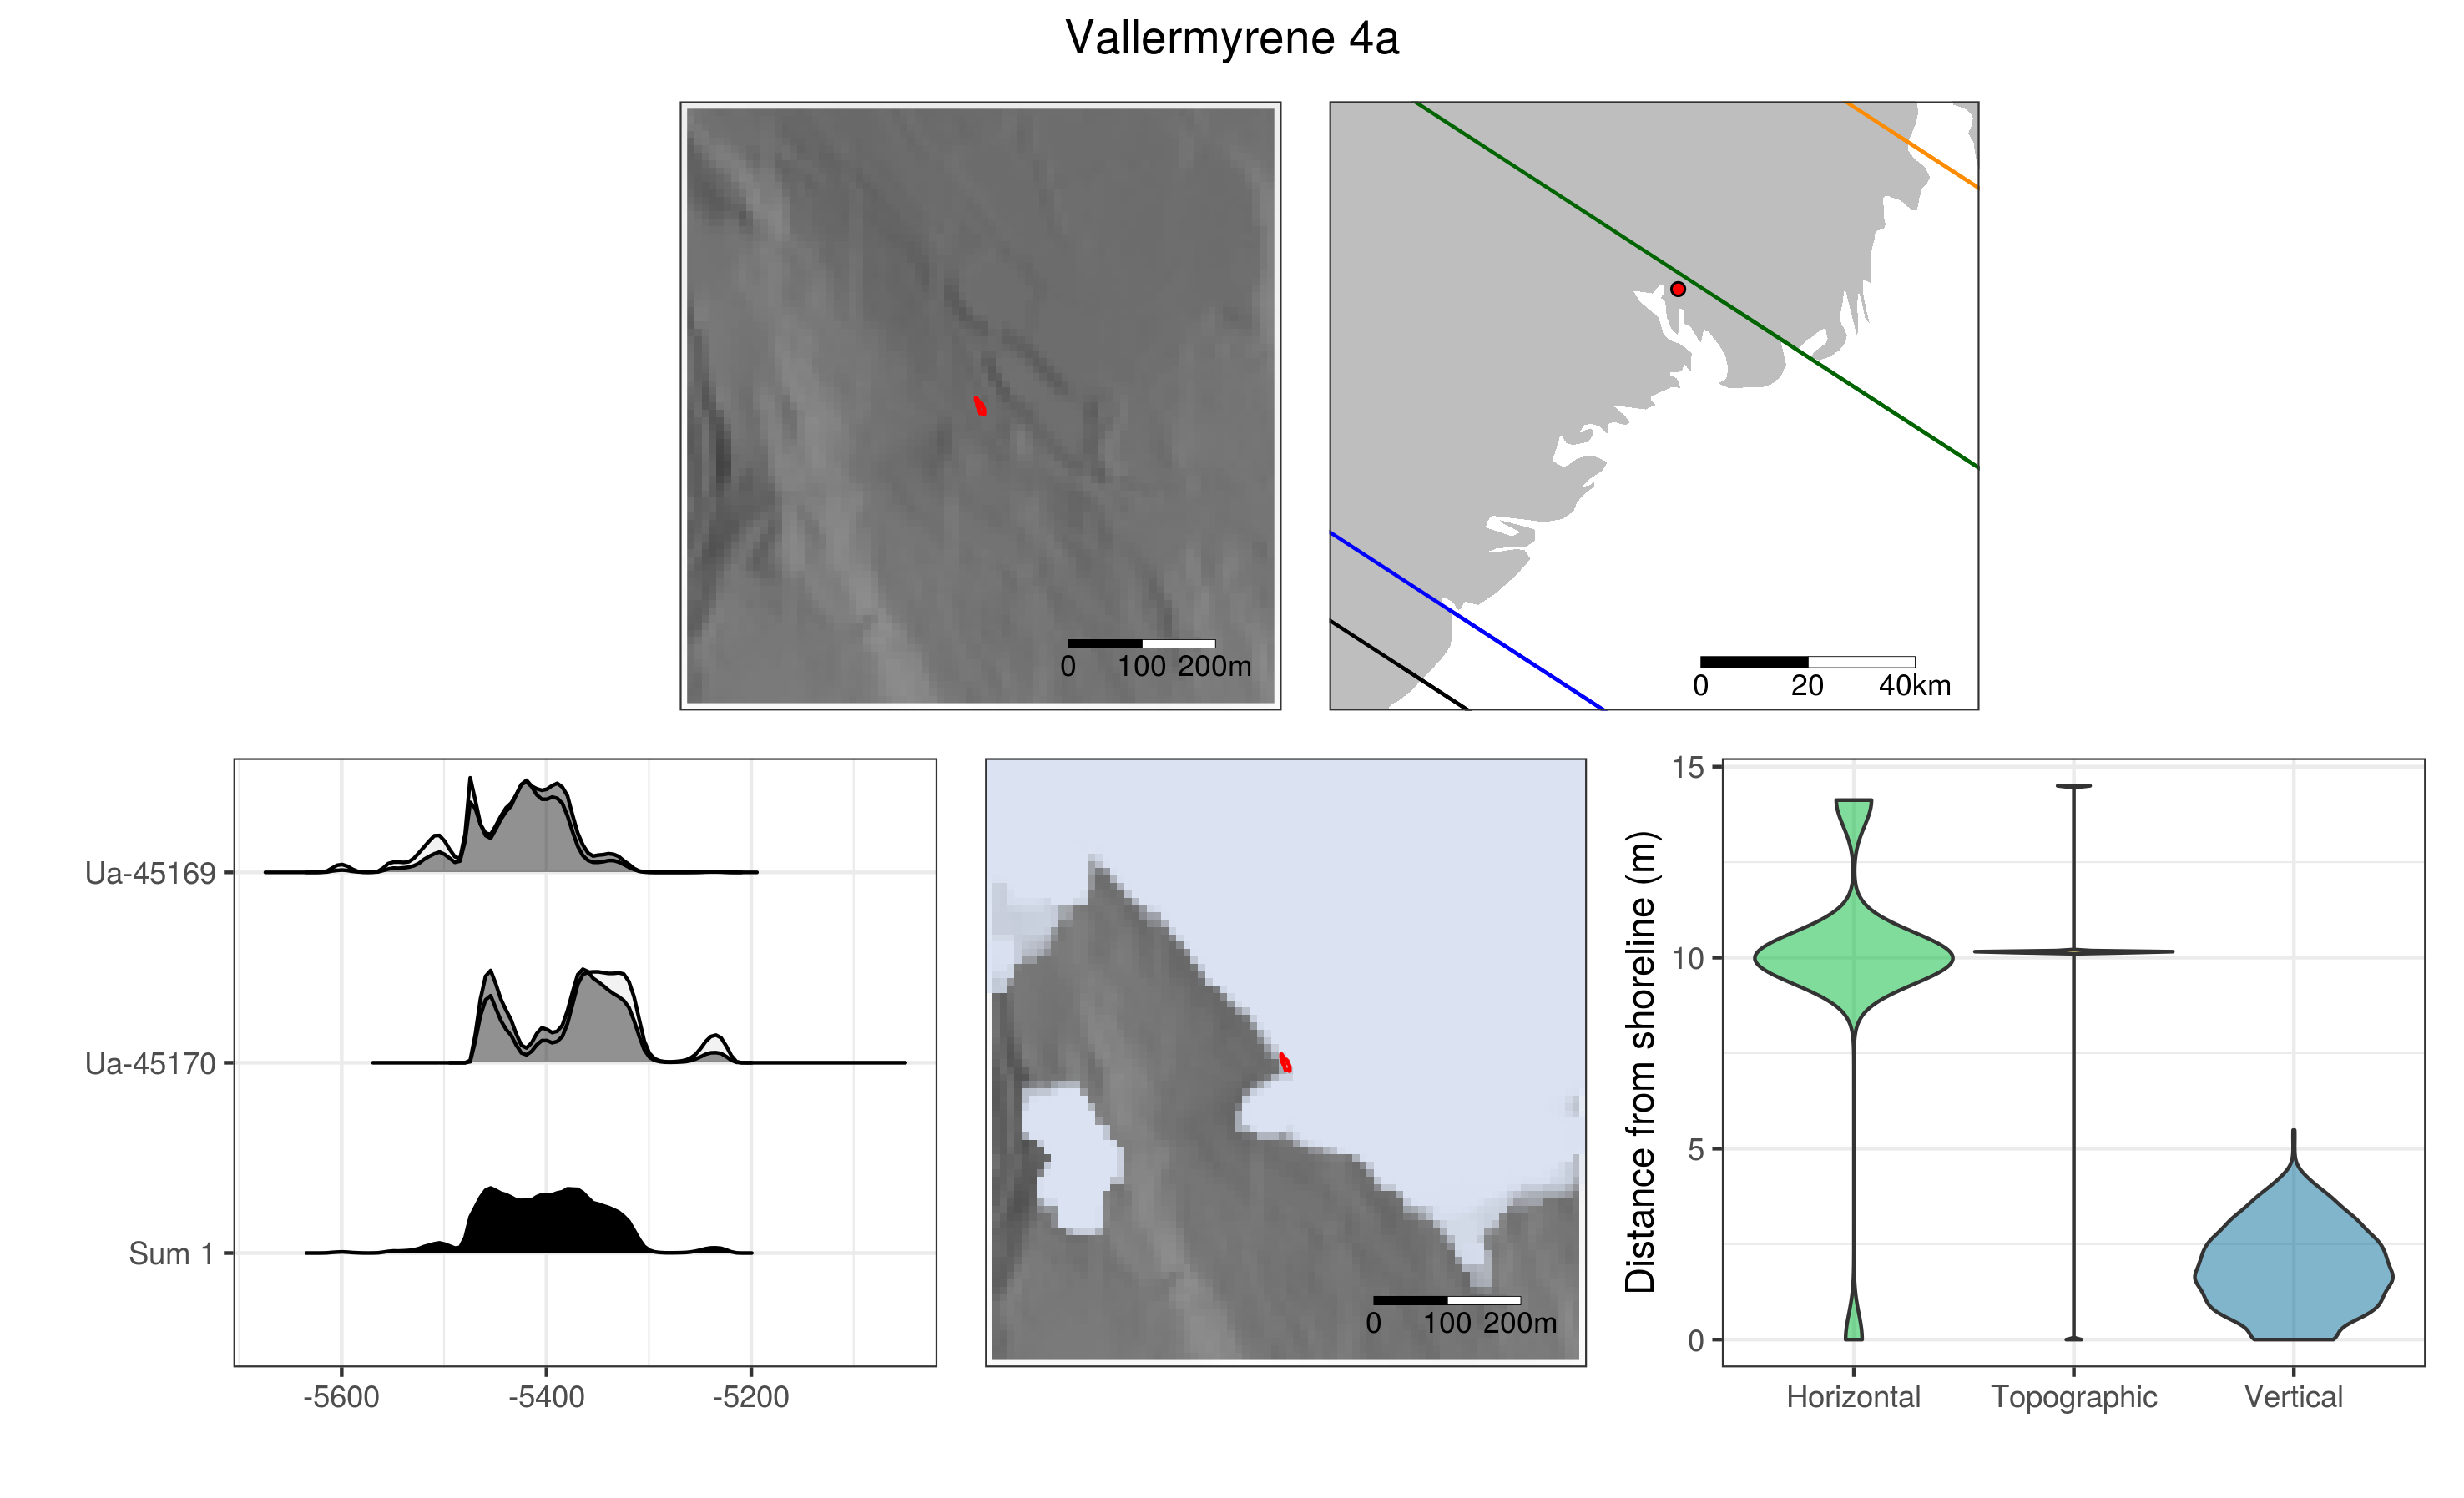 Vallermyrene 4a
0 100 200m
0 20 40km
Ua-45169
Ua-45170
Sum 1
-5600 -5400 -5200
0 100 200m
Distance from shoreline (m)
15
10
5
0
Horizontal Topographic Vertical